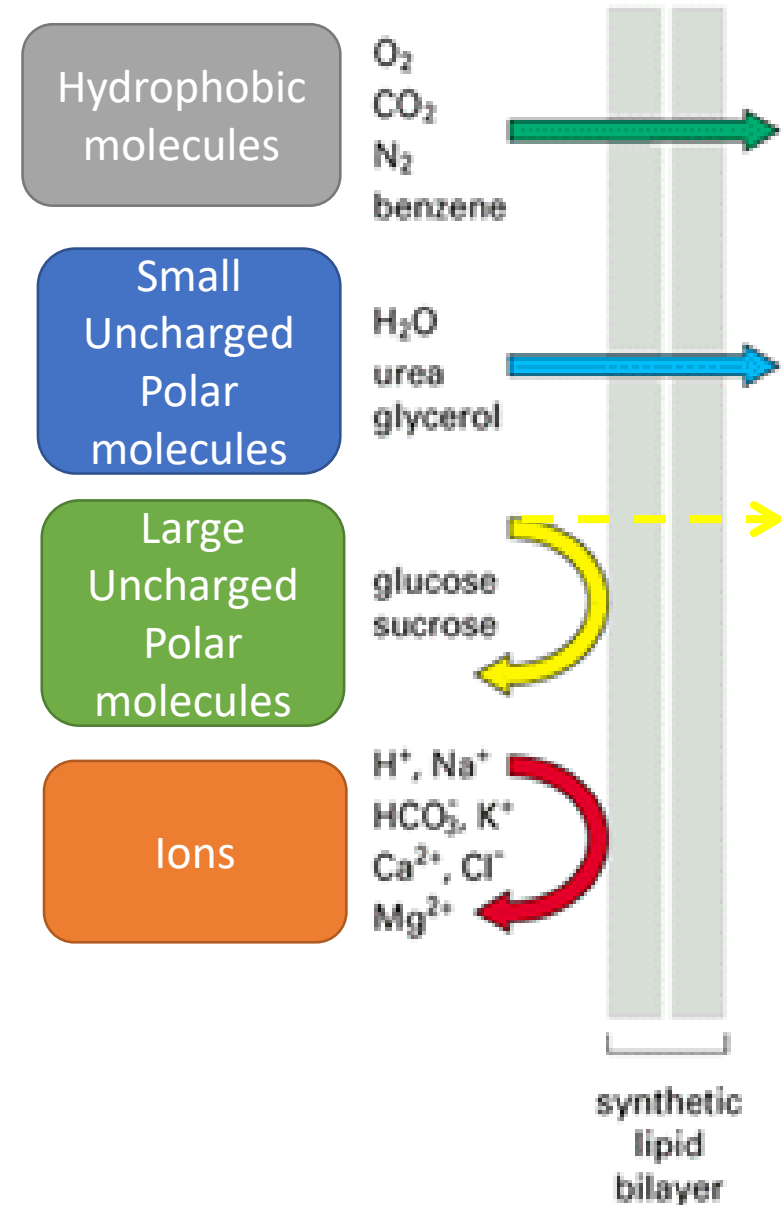 Hydrophobic
molecules
O₂
CO₂
N₂
benzene
Small
Uncharged
Polar
molecules
H₂O
urea
glycerol
Large
Uncharged
Polar
molecules
glucose
sucrose
Ions
H⁺, Na⁺
HCO₃⁻, K⁺
Ca²⁺, Cl⁻
Mg²⁺
synthetic
lipid
bilayer